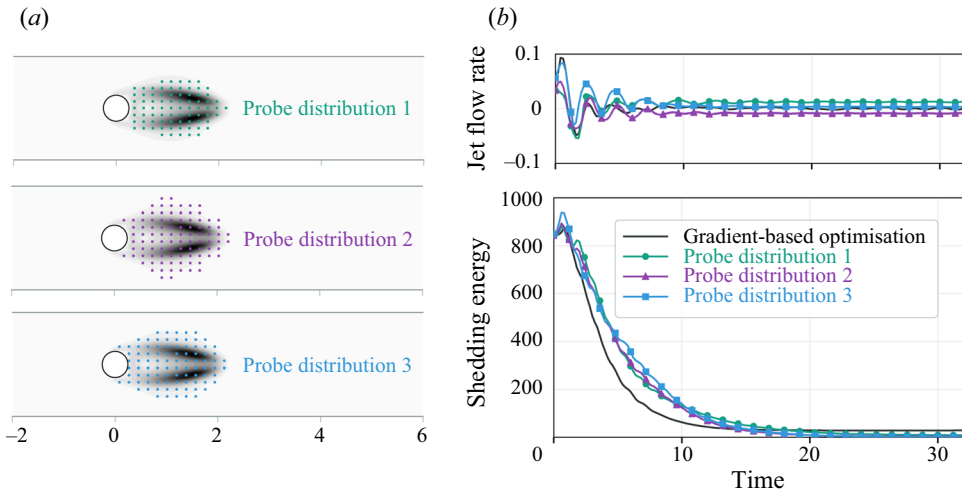 (a)
Probe distribution 1
Probe distribution 2
Probe distribution 3
−2 0 2 4 6
(b)
Jet flow rate
0.1
0
−0.1
Shedding energy
1000
800
600
400
200
Gradient-based optimisation
Probe distribution 1
Probe distribution 2
Probe distribution 3
0 10 20 30
Time